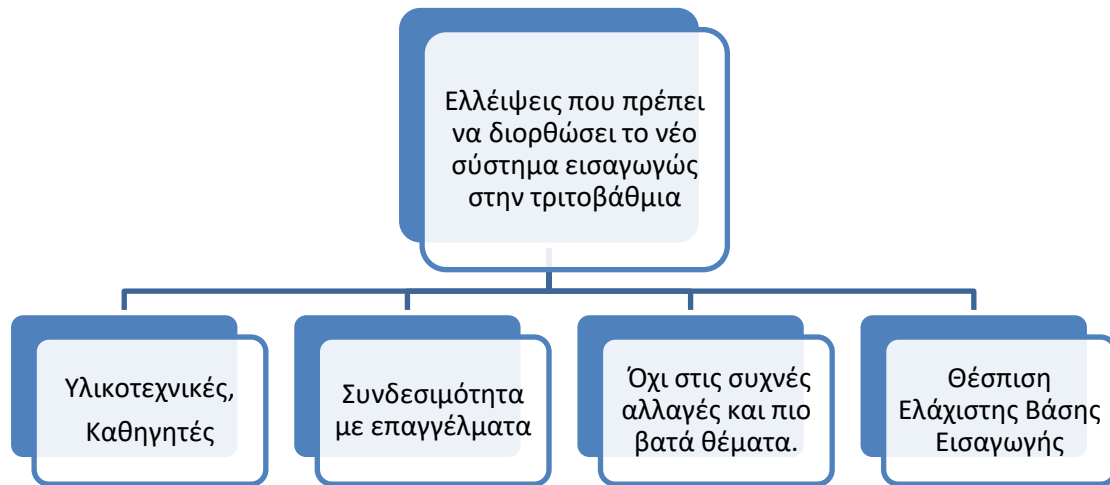 Ελλέιψεις που πρέπει
να διορθώσει το νέο
σύστημα εισαγωγώς
στην τριτοβάθμια
Υλικοτεχνικές,
Καθηγητές
Συνδεσιμότητα
με επαγγέλματα
Όχι στις συχνές
αλλαγές και πιο
βατά θέματα.
Θέσπιση
Ελάχιστης Βάσης
Εισαγωγής